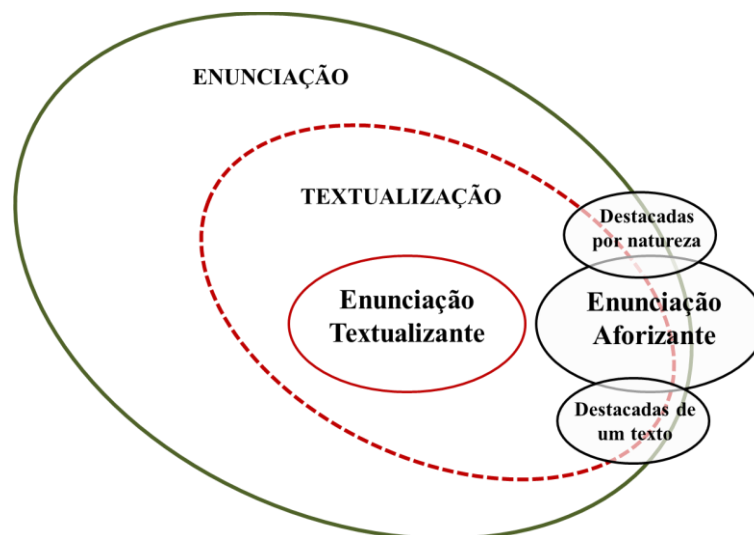 ENUNCIAÇÃO
TEXTUALIZAÇÃO
Destacadas
por natureza
Enunciação
Textualizante
Enunciação
Aforizante
Destacadas de
um texto